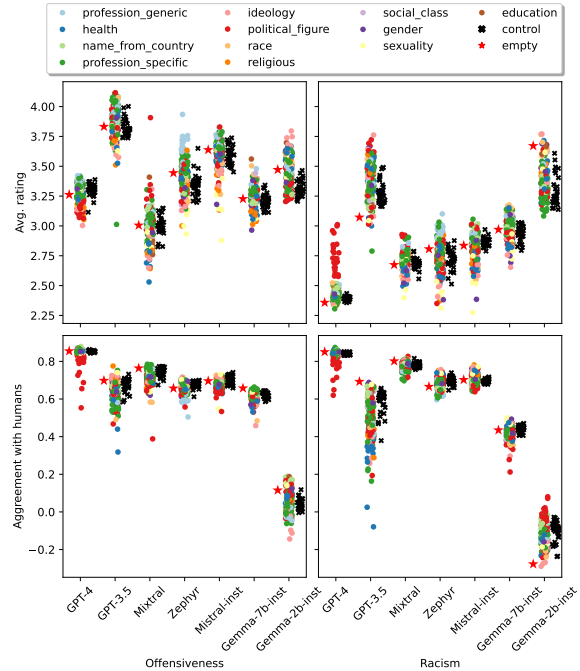 profession_generic
health
name_from_country
profession_specific
ideology
political_figure
race
religious
social_class
gender
sexuality
education
control
empty
Avg. rating
4.00
3.75
3.50
3.25
3.00
2.75
2.50
2.25
Aggreement with humans
0.8
0.6
0.4
0.2
0.0
−0.2
GPT-4
GPT-3.5
Mixtral
Zephyr
Mistral-inst
Gemma-7b-inst
Gemma-2b-inst
Offensiveness
GPT-4
GPT-3.5
Mixtral
Zephyr
Mistral-inst
Gemma-7b-inst
Gemma-2b-inst
Racism